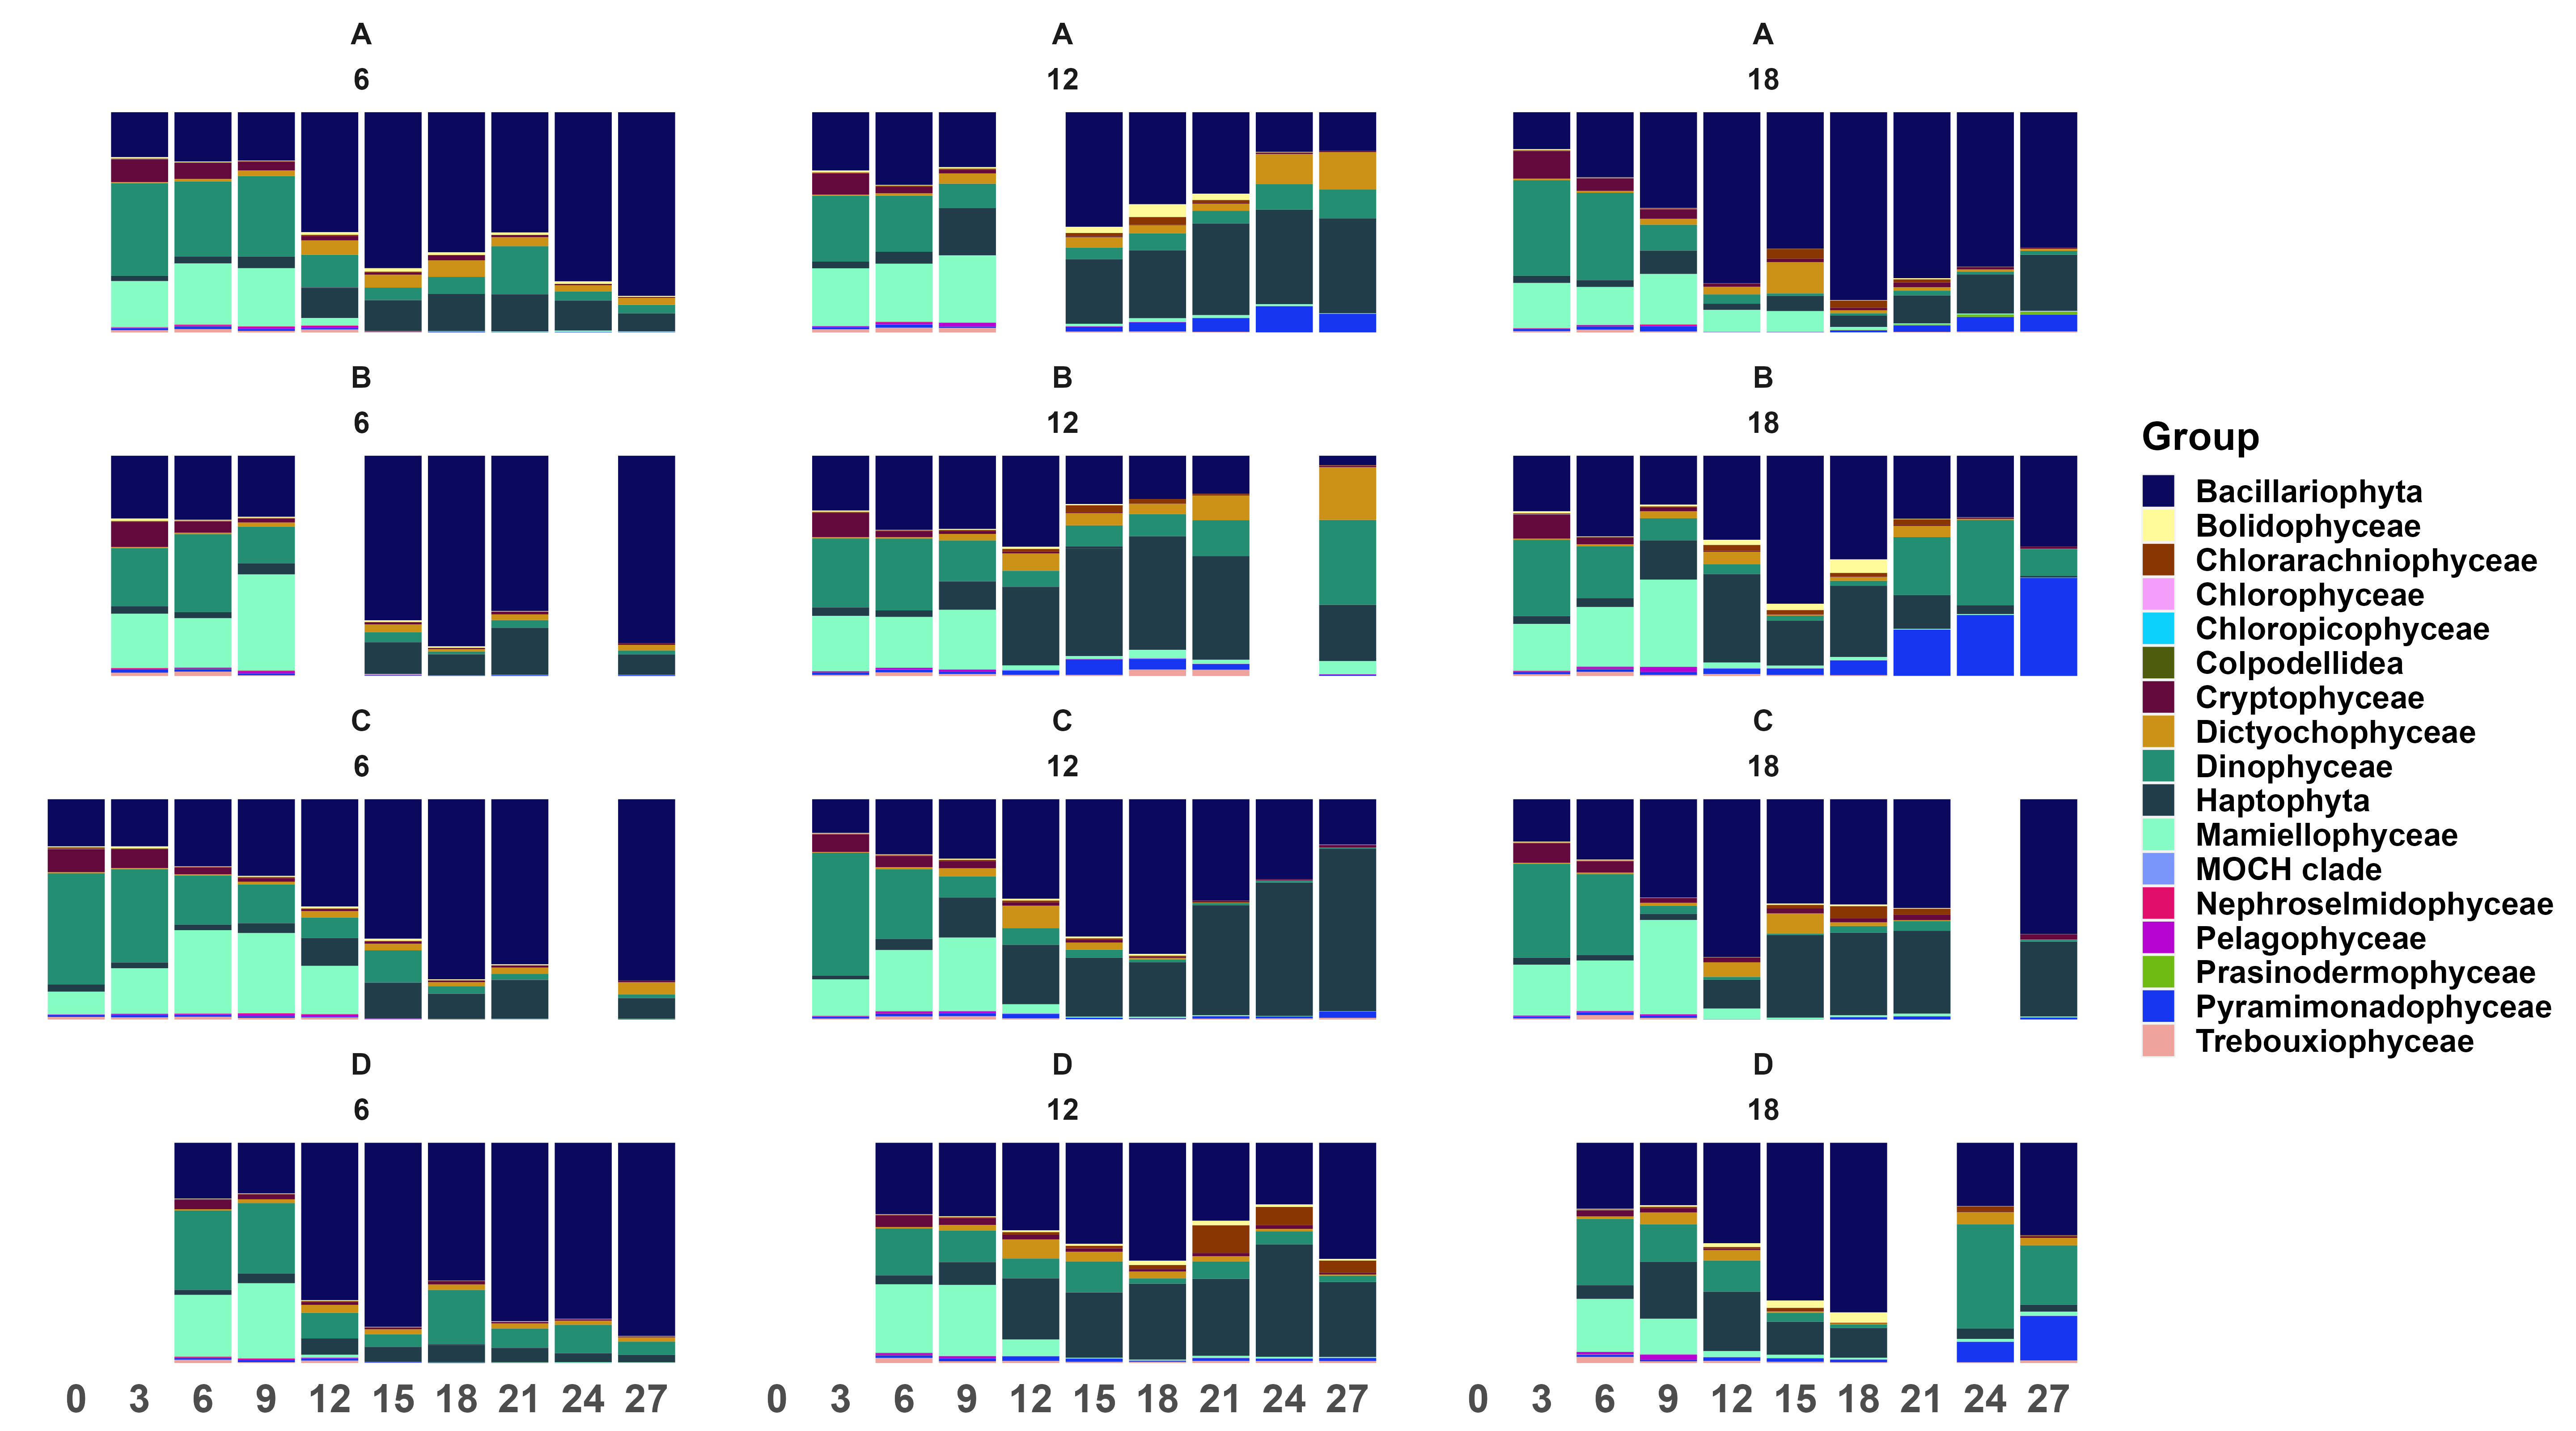 A
6
A
12
A
18
B
6
B
12
B
18
C
6
C
12
C
18
D
6
D
12
D
18
0 3 6 9 12 15 18 21 24 27
0 3 6 9 12 15 18 21 24 27
0 3 6 9 12 15 18 21 24 27
Group
Bacillariophyta
Bolidophyceae
Chlorarachniophyceae
Chlorophyceae
Chloropicophyceae
Colpodellidea
Cryptophyceae
Dictyochophyceae
Dinophyceae
Haptophyta
Mamiellophyceae
MOCH clade
Nephroselmidophyceae
Pelagophyceae
Prasinodermophyceae
Pyramimonadophyceae
Trebouxiophyceae